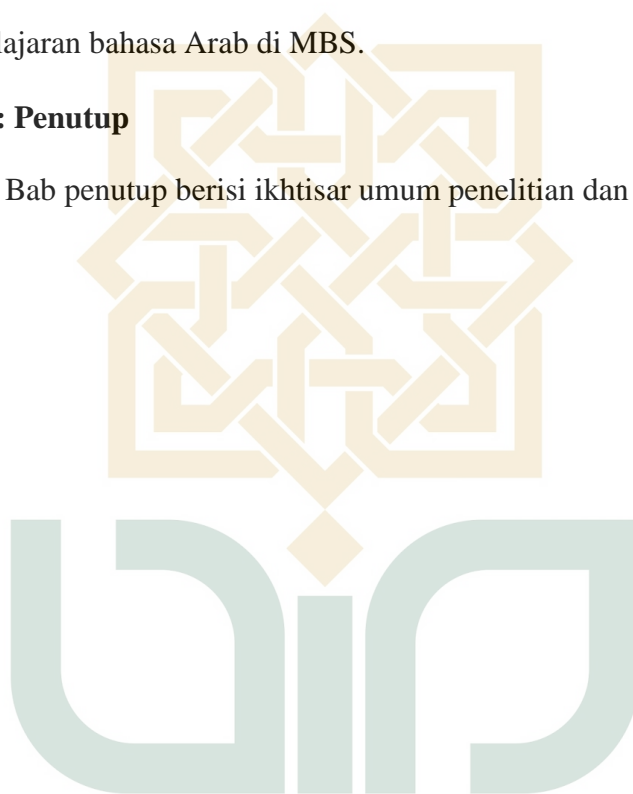 lajaran bahasa Arab di MBS.
: Penutup
Bab penutup berisi ikhtisar umum penelitian dan